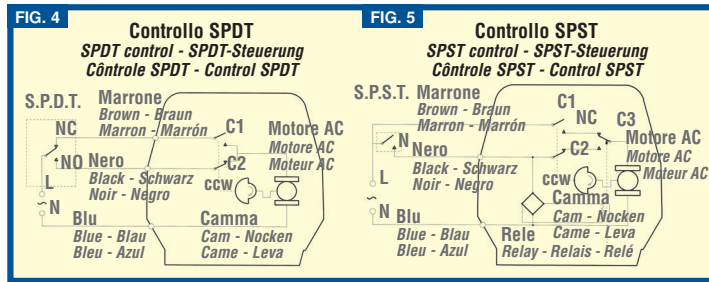 FIG. 4
Controllo SPDT
SPDT control - SPDT-Steuerung
Côntrole SPDT - Control SPDT
S.P.D.T.
Marrone
Brown - Braun
Marron - Marrón
NC
C1
Motore AC
Motore AC
Moteur AC
NO
Nero
Black - Schwarz
Noir - Negro
C2
ccw
L
~
N
Blu
Blue - Blau
Bleu - Azul
Camma
Cam - Nocken
Came - Leva
FIG. 5
Controllo SPST
SPST control - SPST-Steuerung
Côntrole SPST - Control SPST
S.P.S.T.
Marrone
Brown - Braun
Marron - Marrón
C1
NC
C3
Motore AC
Motore AC
Moteur AC
N
Nero
Black - Schwarz
Noir - Negro
C2
ccw
L
~
N
Blu
Blue - Blau
Bleu - Azul
Camma
Cam - Nocken
Came - Leva
Relè
Relay - Relais - Relé